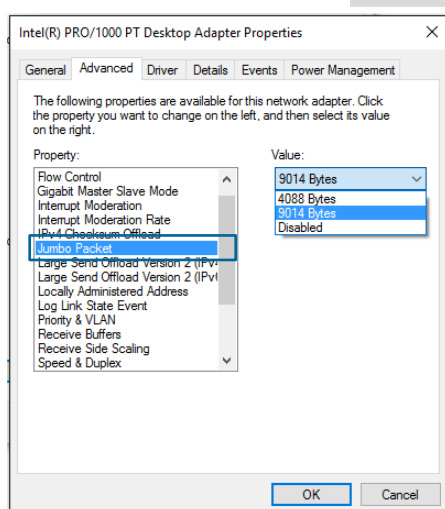 Intel(R) PRO/1000 PT Desktop Adapter Properties
General Advanced Driver Details Events Power Management
The following properties are available for this network adapter. Click
the property you want to change on the left, and then select its value
on the right.
Property:
Value:
Flow Control
Gigabit Master Slave Mode
Interrupt Moderation
Interrupt Moderation Rate
IPv4 Checksum Offload
Jumbo Packet
Large Send Offload Version 2 (IPv4
Large Send Offload Version 2 (IPv6
Locally Administered Address
Log Link State Event
Priority & VLAN
Receive Buffers
Receive Side Scaling
Speed & Duplex
9014 Bytes
4088 Bytes
9014 Bytes
Disabled
OK Cancel